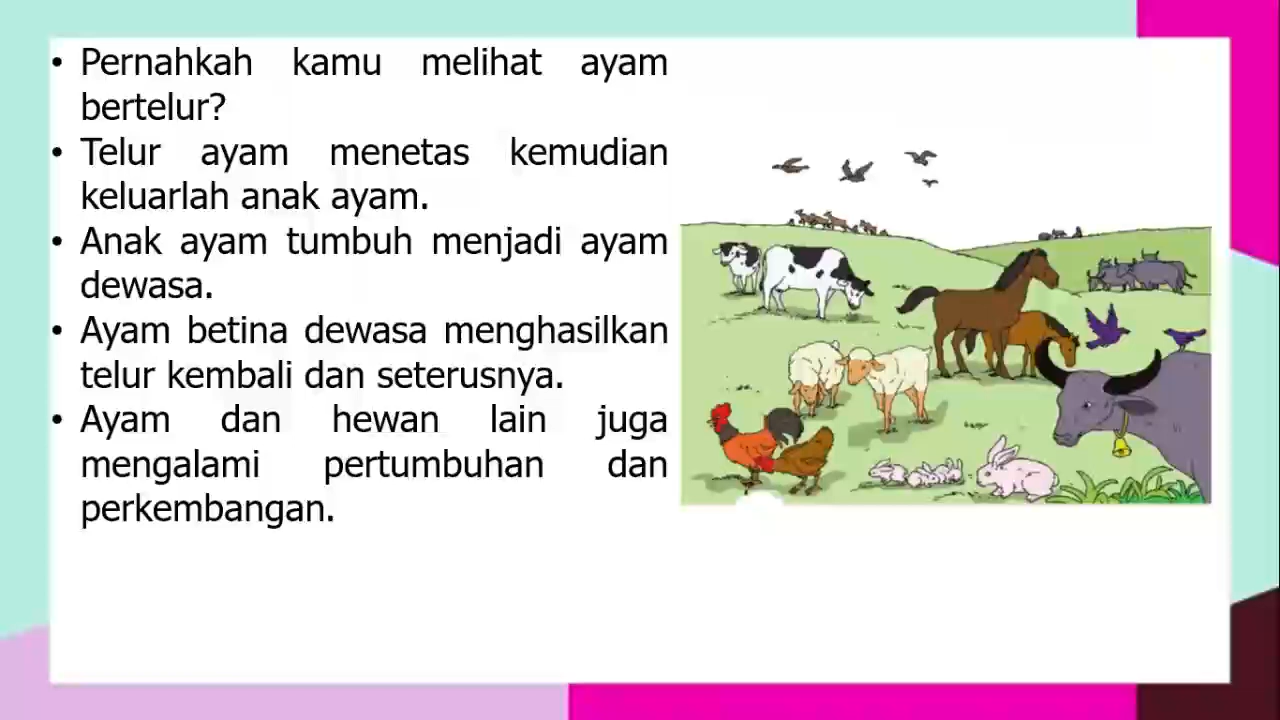 • Pernahkah kamu melihat ayam
bertelur?
• Telur ayam menetas kemudian
keluarlah anak ayam.
• Anak ayam tumbuh menjadi ayam
dewasa.
• Ayam betina dewasa menghasilkan
telur kembali dan seterusnya.
• Ayam dan hewan lain juga
mengalami pertumbuhan dan
perkembangan.